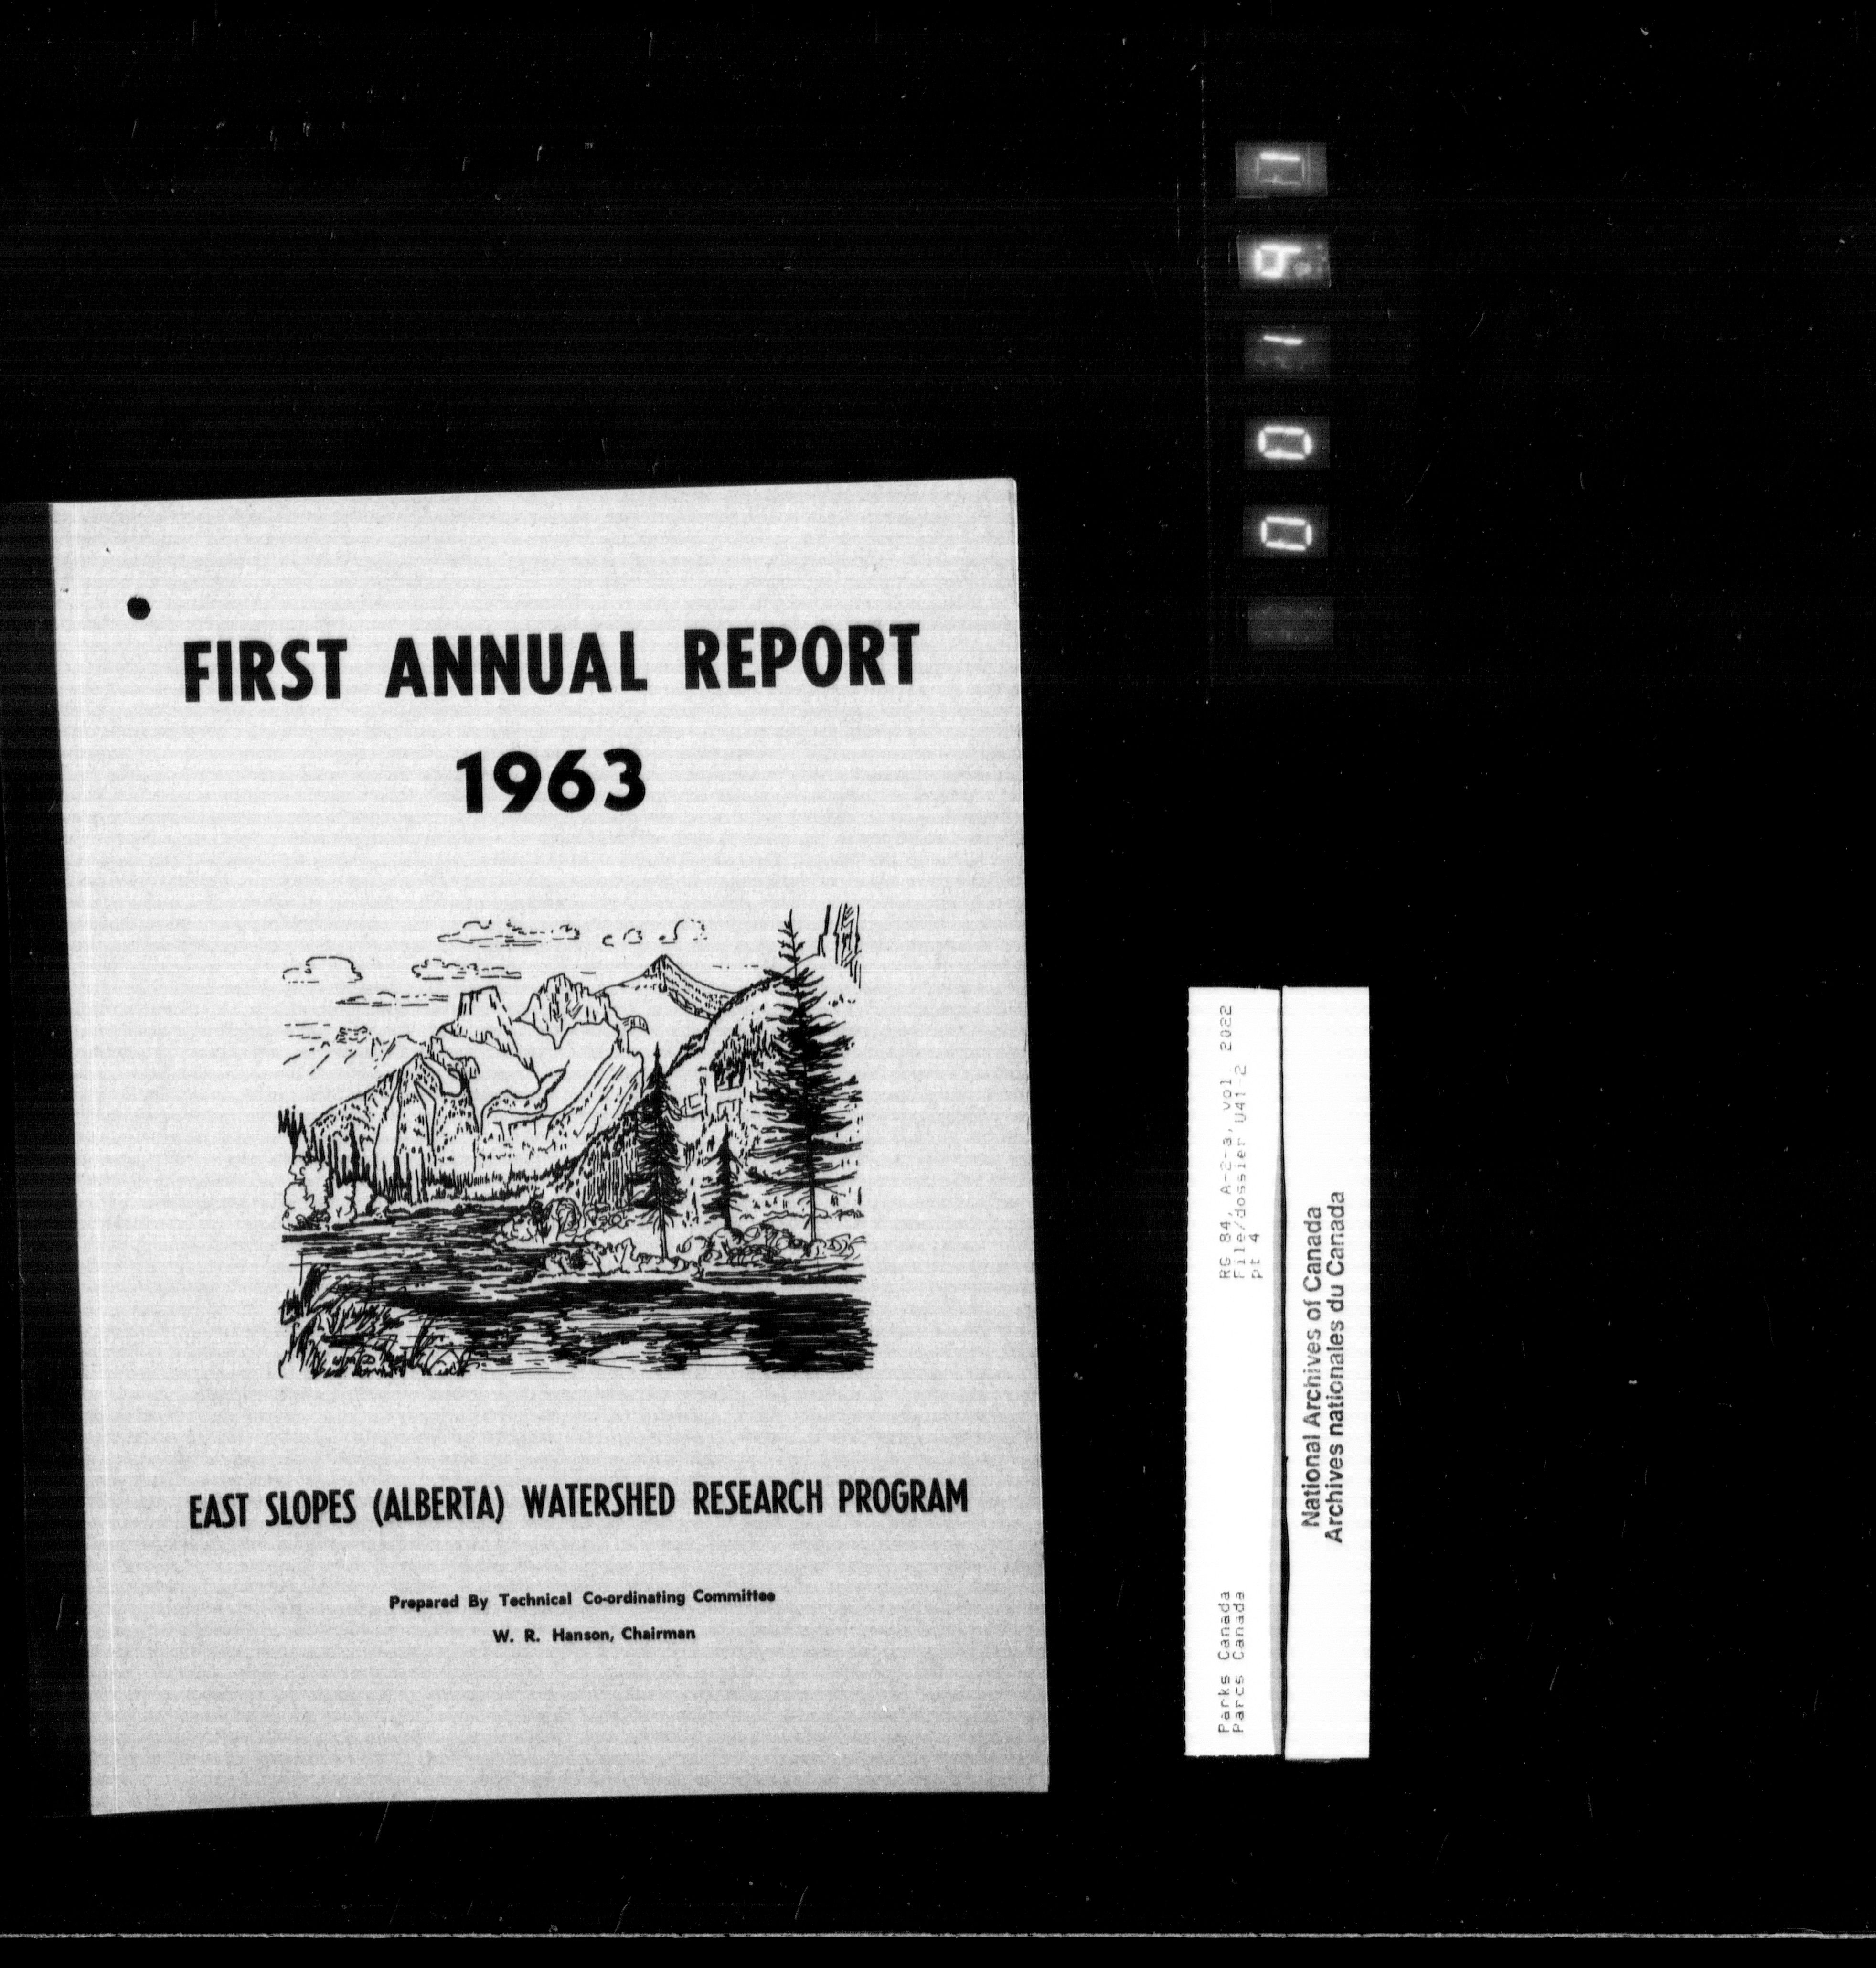 FIRST ANNUAL REPORT
1963
EAST SLOPES (ALBERTA) WATERSHED RESEARCH PROGRAM
Prepared By Technical Co-ordinating Committee
W. R. Hanson, Chairman
RG 84, A-2-a, vol 2022
File/dossier U41-2
pt 4
Parks Canada
Parcs Canada
National Archives of Canada
Archives nationales du Canada